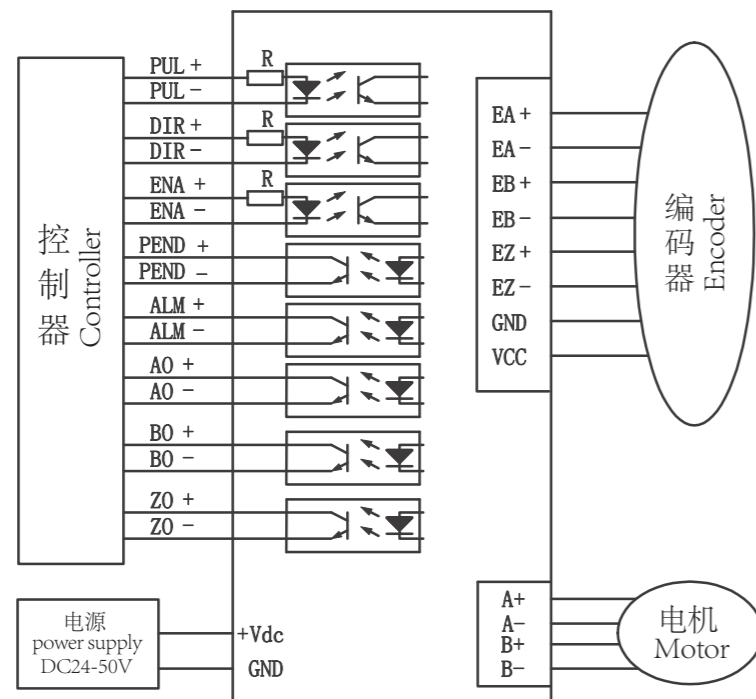 控制器
Controller
PUL +
PUL -
DIR +
DIR -
ENA +
ENA -
PEND +
PEND -
ALM +
ALM -
AO +
AO -
BO +
BO -
ZO +
ZO -
R
R
R
电源
power supply
DC24-50V
+Vdc
GND
EA+
EA-
EB+
EB-
EZ+
EZ-
GND
VCC
编码器
Encoder
A+
A-
B+
B-
电机
Motor